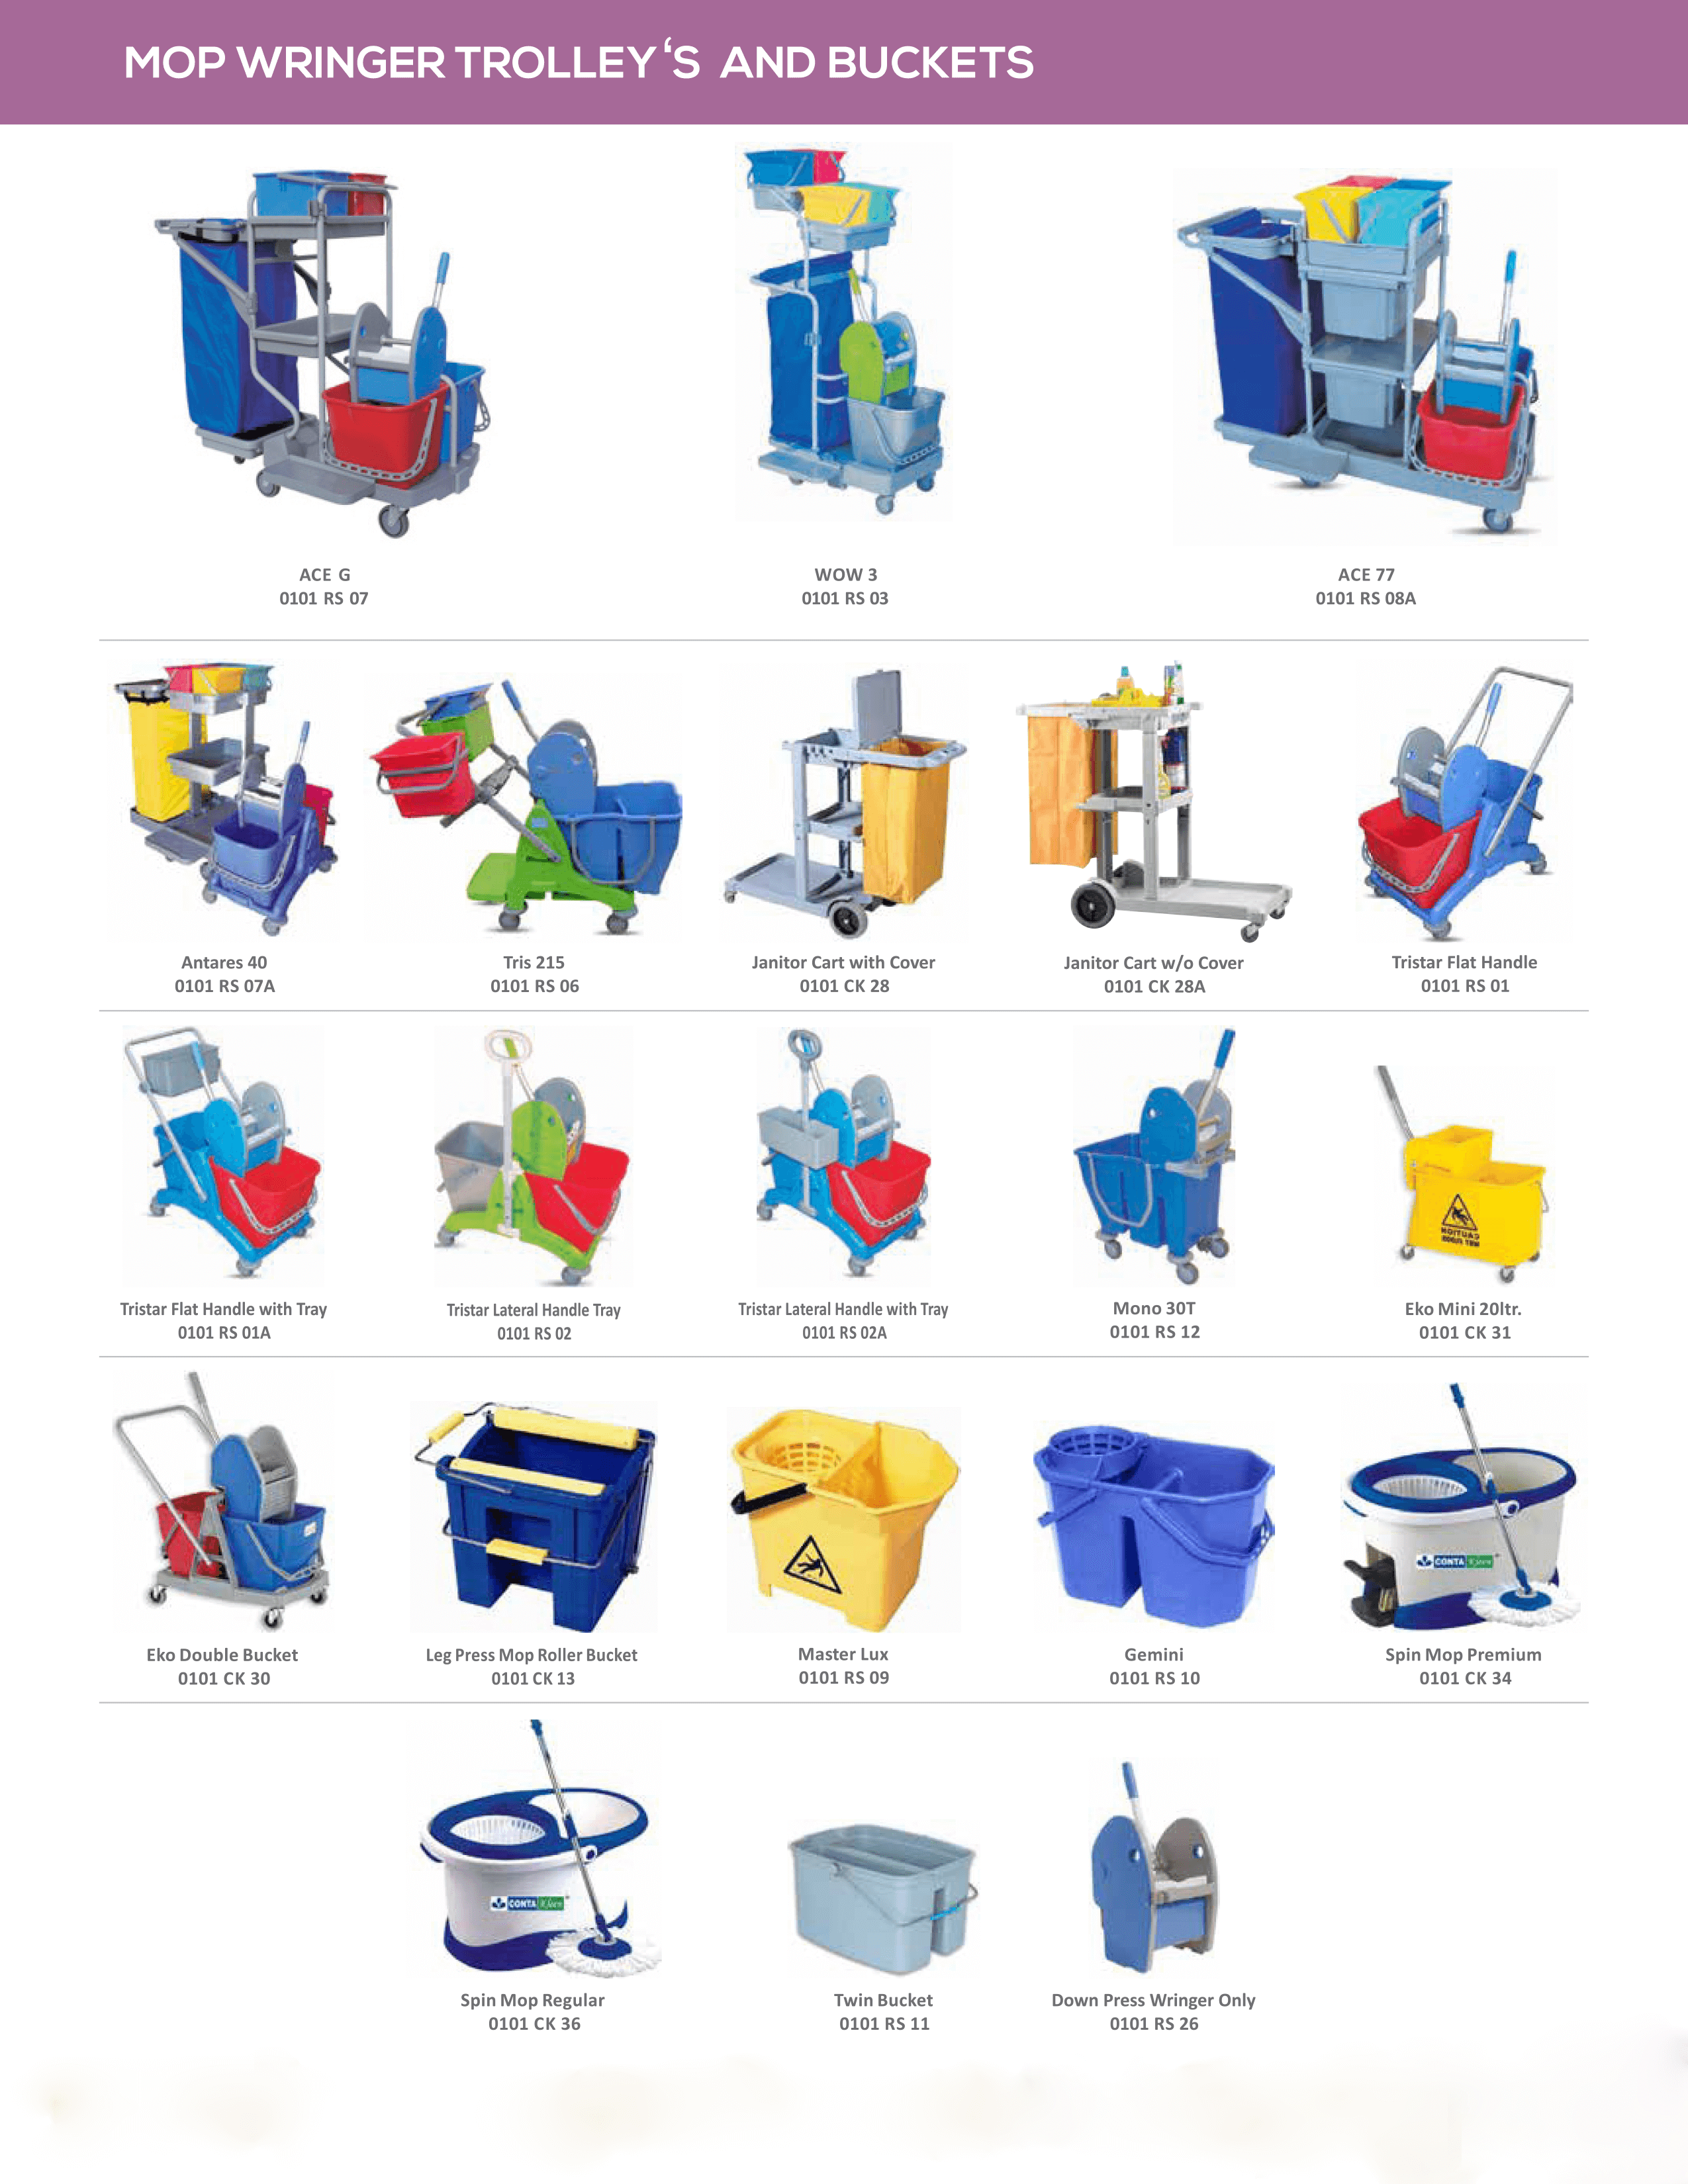 MOP WRINGER TROLLEY‘S AND BUCKETS
ACE G
0101 RS 07
WOW 3
0101 RS 03
ACE 77
0101 RS 08A
Antares 40
0101 RS 07A
Tris 215
0101 RS 06
Janitor Cart with Cover
0101 CK 28
Janitor Cart w/o Cover
0101 CK 28A
Tristar Flat Handle
0101 RS 01
CAUTION
WET FLOOR
Tristar Flat Handle with Tray
0101 RS 01A
Tristar Lateral Handle Tray
0101 RS 02
Tristar Lateral Handle with Tray
0101 RS 02A
Mono 30T
0101 RS 12
Eko Mini 20ltr.
0101 CK 31
CONTA Kleen
Eko Double Bucket
0101 CK 30
Leg Press Mop Roller Bucket
0101 CK 13
Master Lux
0101 RS 09
Gemini
0101 RS 10
Spin Mop Premium
0101 CK 34
CONTA Kleen
Spin Mop Regular
0101 CK 36
Twin Bucket
0101 RS 11
Down Press Wringer Only
0101 RS 26